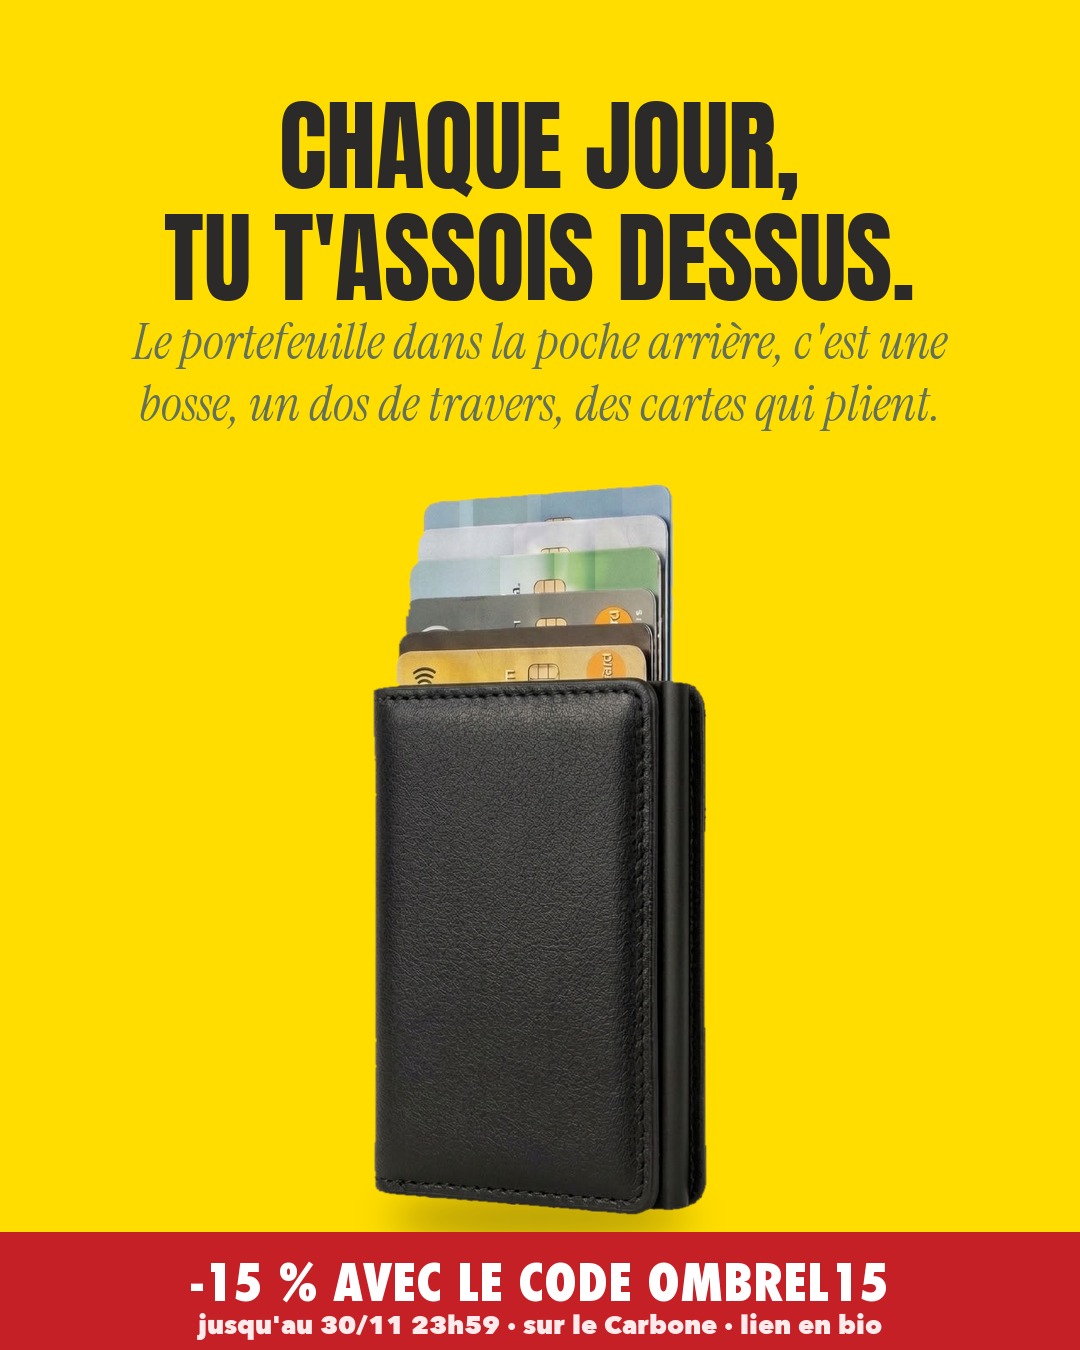 CHAQUE JOUR,
TU T'ASSOIS DESSUS.
Le portefeuille dans la poche arrière, c'est une
bosse, un dos de travers, des cartes qui plient.
-15 % AVEC LE CODE OMBREL15
jusqu'au 30/11 23h59 · sur le Carbone · lien en bio